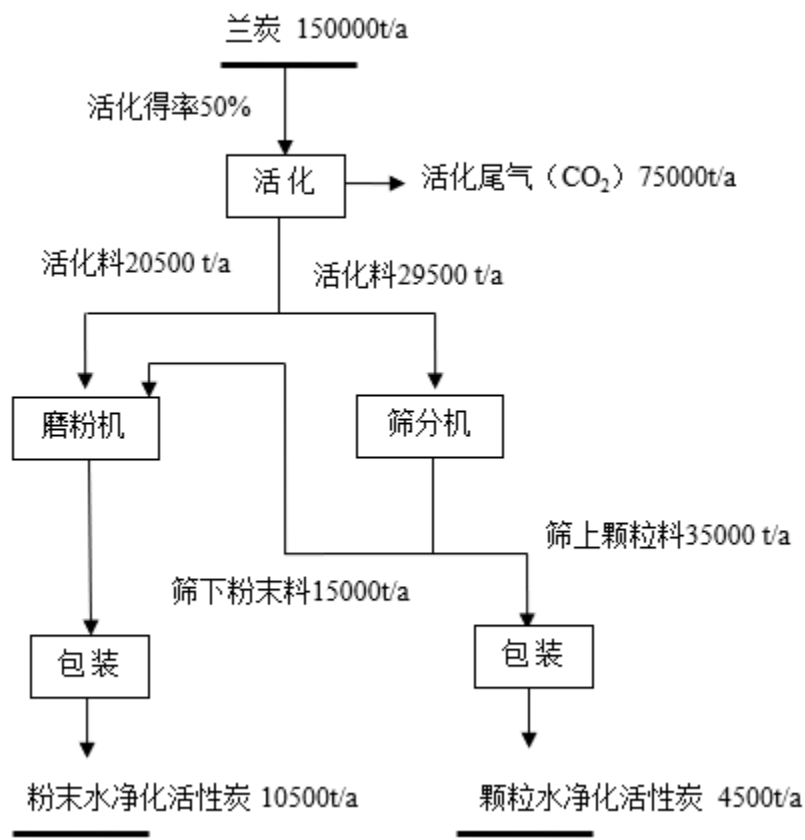 兰炭 150000t/a
活化得率50%
活化
活化尾气（CO₂）75000t/a
活化料20500 t/a
活化料29500 t/a
磨粉机
筛分机
筛上颗粒料35000 t/a
筛下粉末料15000t/a
包装
包装
粉末水净化活性炭 10500t/a
颗粒水净化活性炭 4500t/a